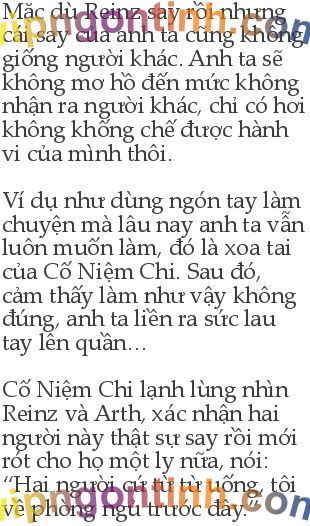 Mặc dù Reinz say rồi nhưng
cái say của anh ta cũng không
giống người khác. Anh ta sẽ
không mơ hồ đến mức không
nhận ra người khác, chỉ có hơi
không khống chế được hành
vi của mình thôi.
Ví dụ như dùng ngón tay làm
chuyện mà lâu nay anh ta vẫn
luôn muốn làm, đó là xoa tai
của Cố Niệm Chi. Sau đó,
cảm thấy làm như vậy không
đúng, anh ta liền ra sức lau
tay lên quần...
Cố Niệm Chi lạnh lùng nhìn
Reinz và Arth, xác nhận hai
người này thật sự say rồi mới
rót cho họ một ly nữa, nói:
“Hai người cứ từ từ uống, tôi
về phòng ngủ trước đây.”
vipngontinh.com
vipngontinh.com